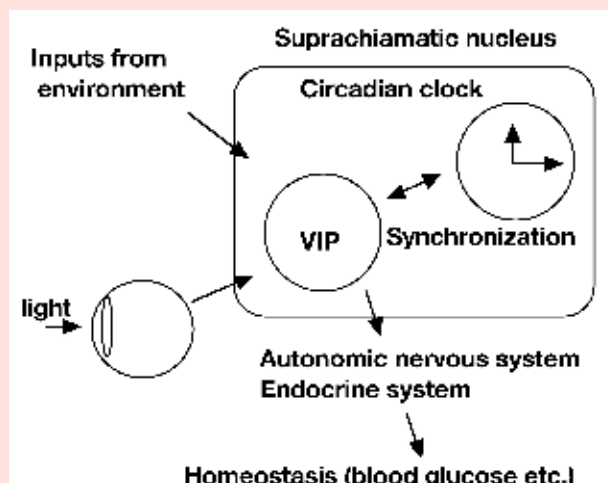 Suprachiamatic nucleus
Inputs from
environment
Circadian clock
VIP
Synchronization
light
Autonomic nervous system
Endocrine system
Homeostasis (blood glucose etc.)